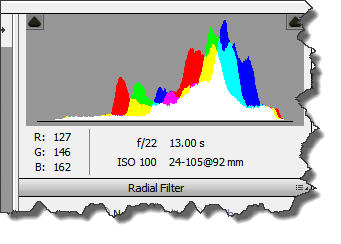 R: 127
G: 146
B: 162
f/22 13.00 s
ISO 100 24-105@92 mm
Radial Filter